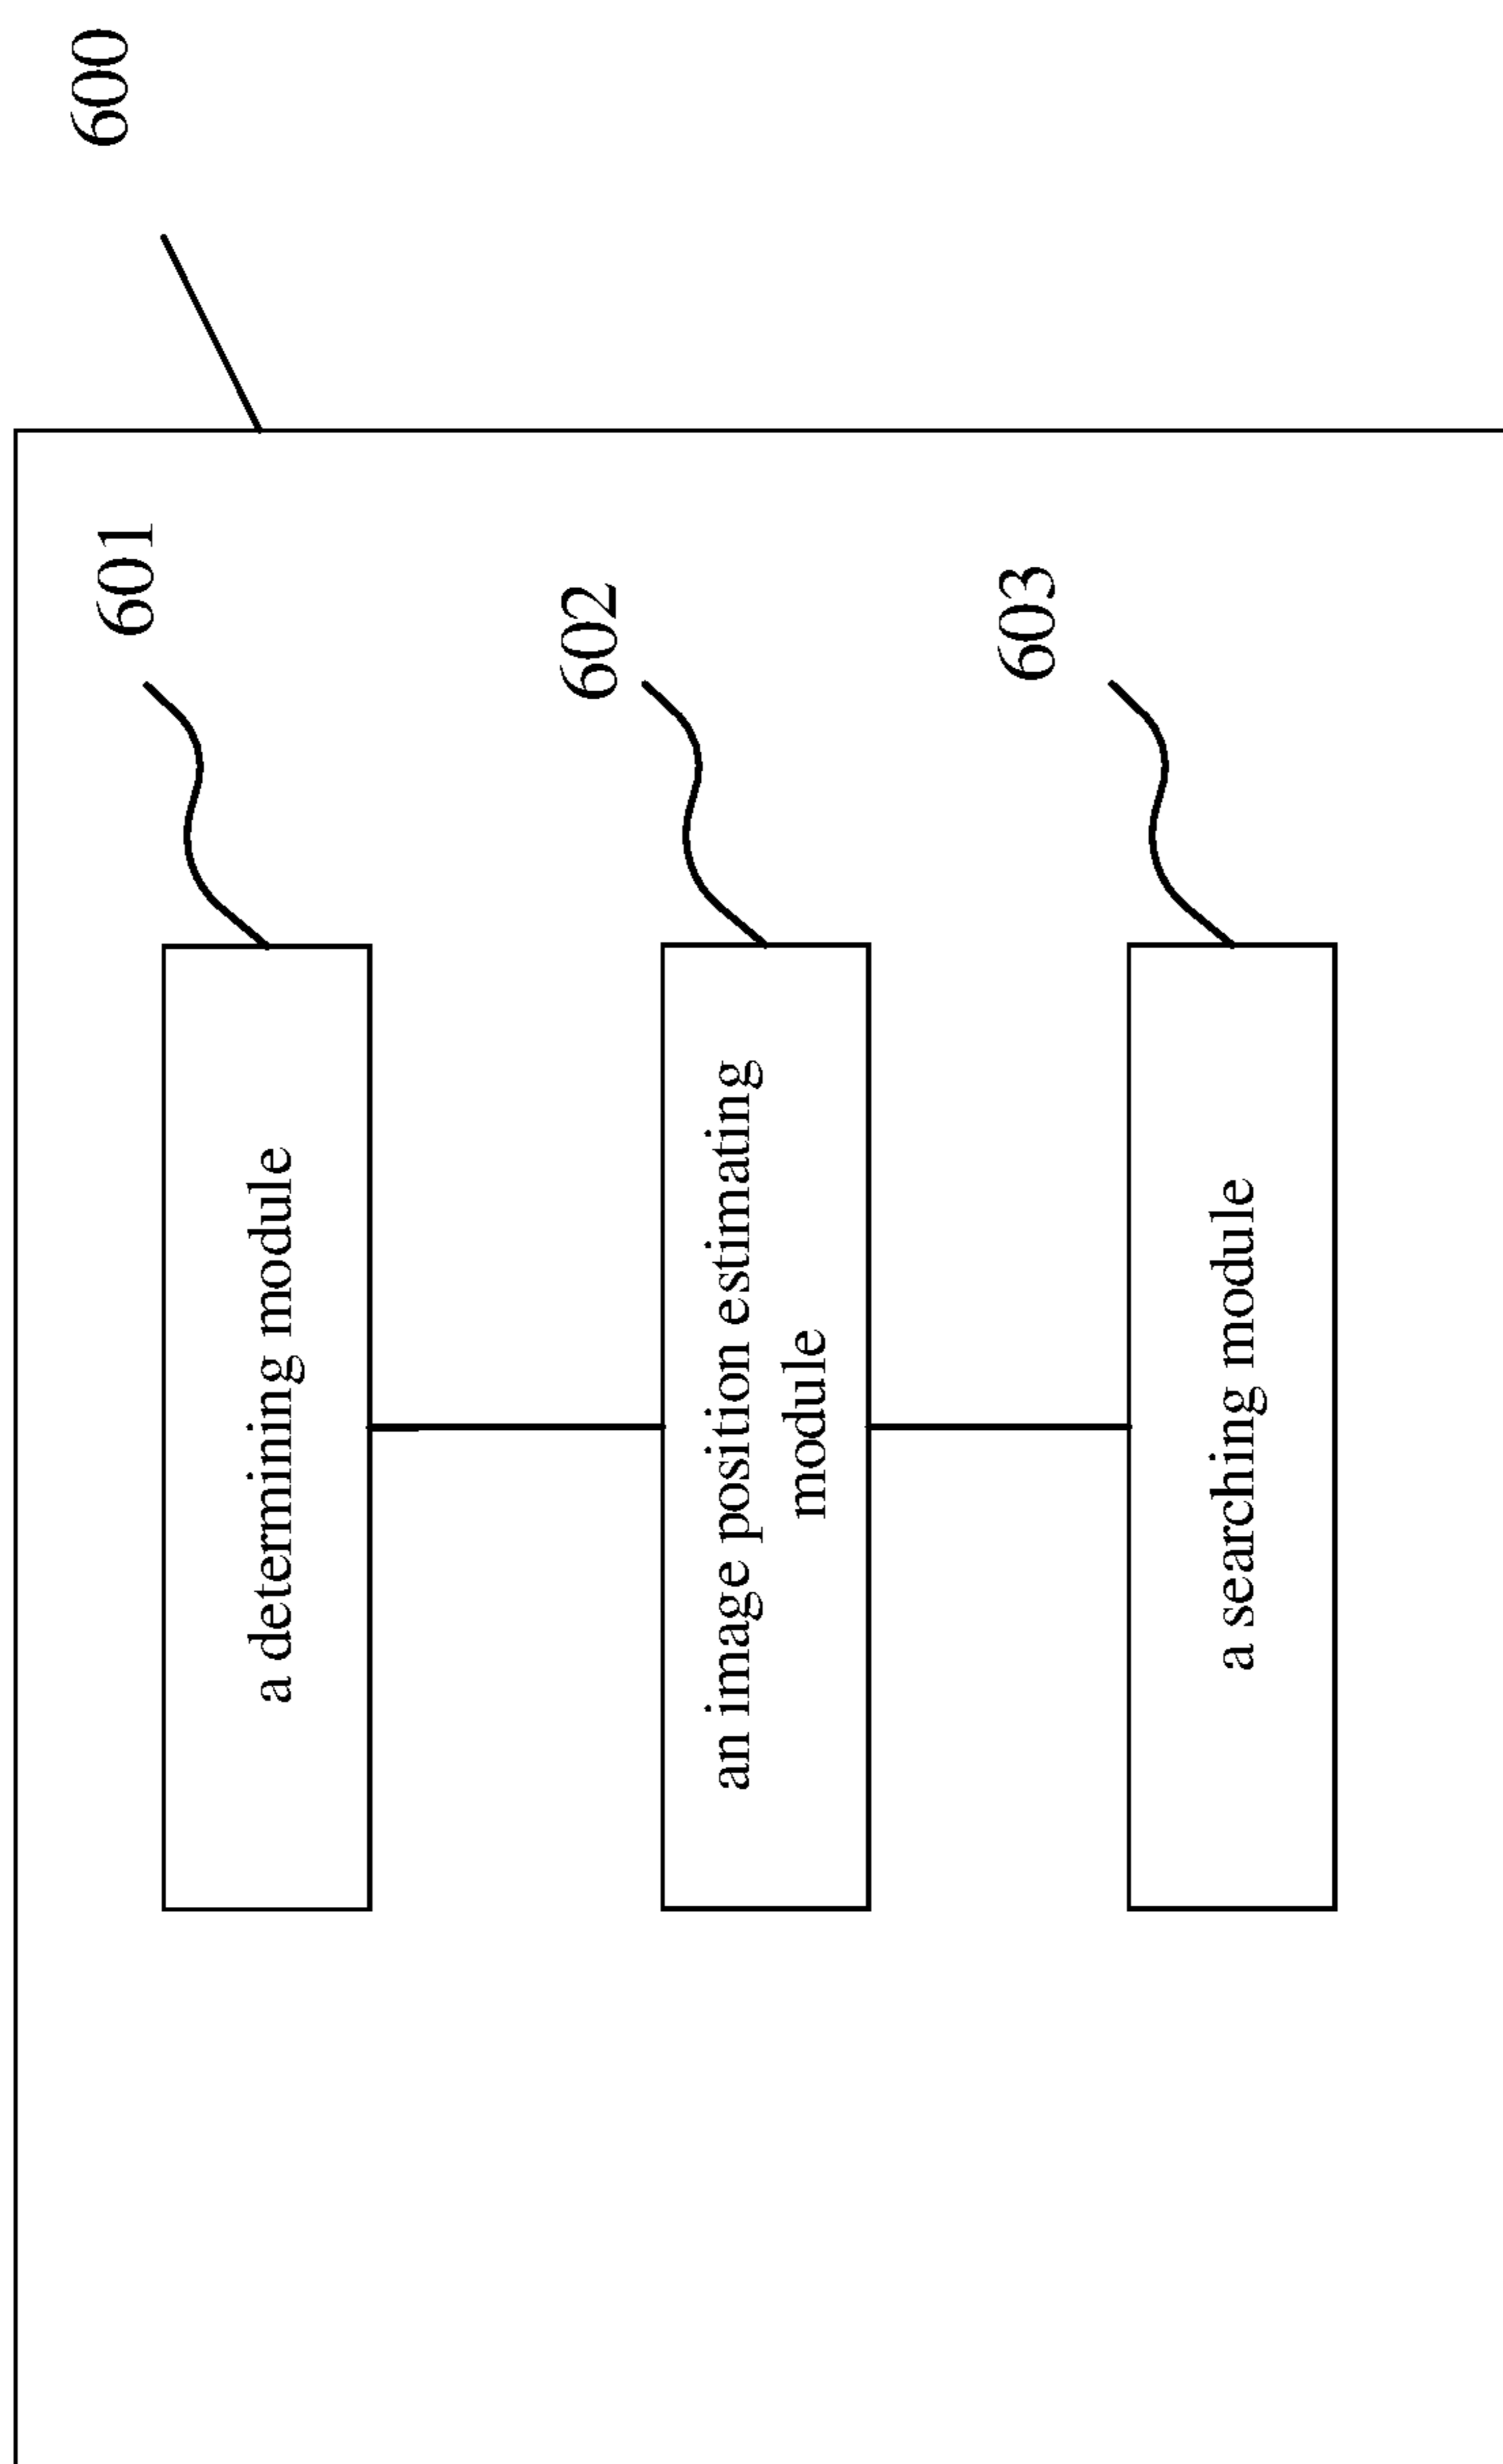 600
601
a determining module
602
an image position estimating
module
603
a searching module